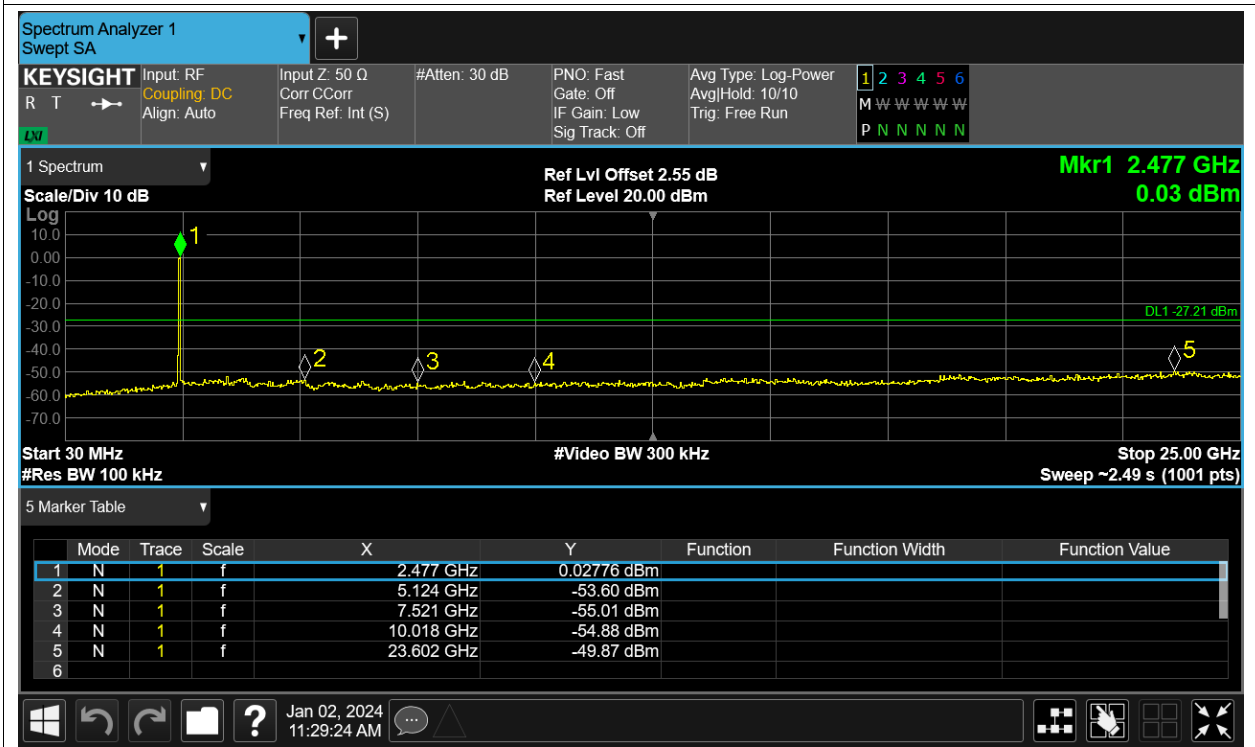 Spectrum Analyzer 1
Swept SA
KEYSIGHT
R T
LXI
Input: RF
Coupling: DC
Align: Auto
Input Z: 50 Ω
Corr CCorr
Freq Ref: Int (S)
#Atten: 30 dB
PNO: Fast
Gate: Off
IF Gain: Low
Sig Track: Off
Avg Type: Log-Power
Avg|Hold: 10/10
Trig: Free Run
1 2 3 4 5 6
M W W W W W
P N N N N N
1 Spectrum
Scale/Div 10 dB
Ref Lvl Offset 2.55 dB
Ref Level 20.00 dBm
Mkr1 2.477 GHz
0.03 dBm
Log
10.0
0.00
-10.0
-20.0
-30.0
-40.0
-50.0
-60.0
-70.0
1
DL1 -27.21 dBm
2
3
4
5
Start 30 MHz
#Video BW 300 kHz
Stop 25.00 GHz
#Res BW 100 kHz
Sweep ~2.49 s (1001 pts)
5 Marker Table
Mode Trace Scale X Y Function Function Width Function Value
1 N 1 f 2.477 GHz 0.02776 dBm
2 N 1 f 5.124 GHz -53.60 dBm
3 N 1 f 7.521 GHz -55.01 dBm
4 N 1 f 10.018 GHz -54.88 dBm
5 N 1 f 23.602 GHz -49.87 dBm
6
?
Jan 02, 2024
11:29:24 AM